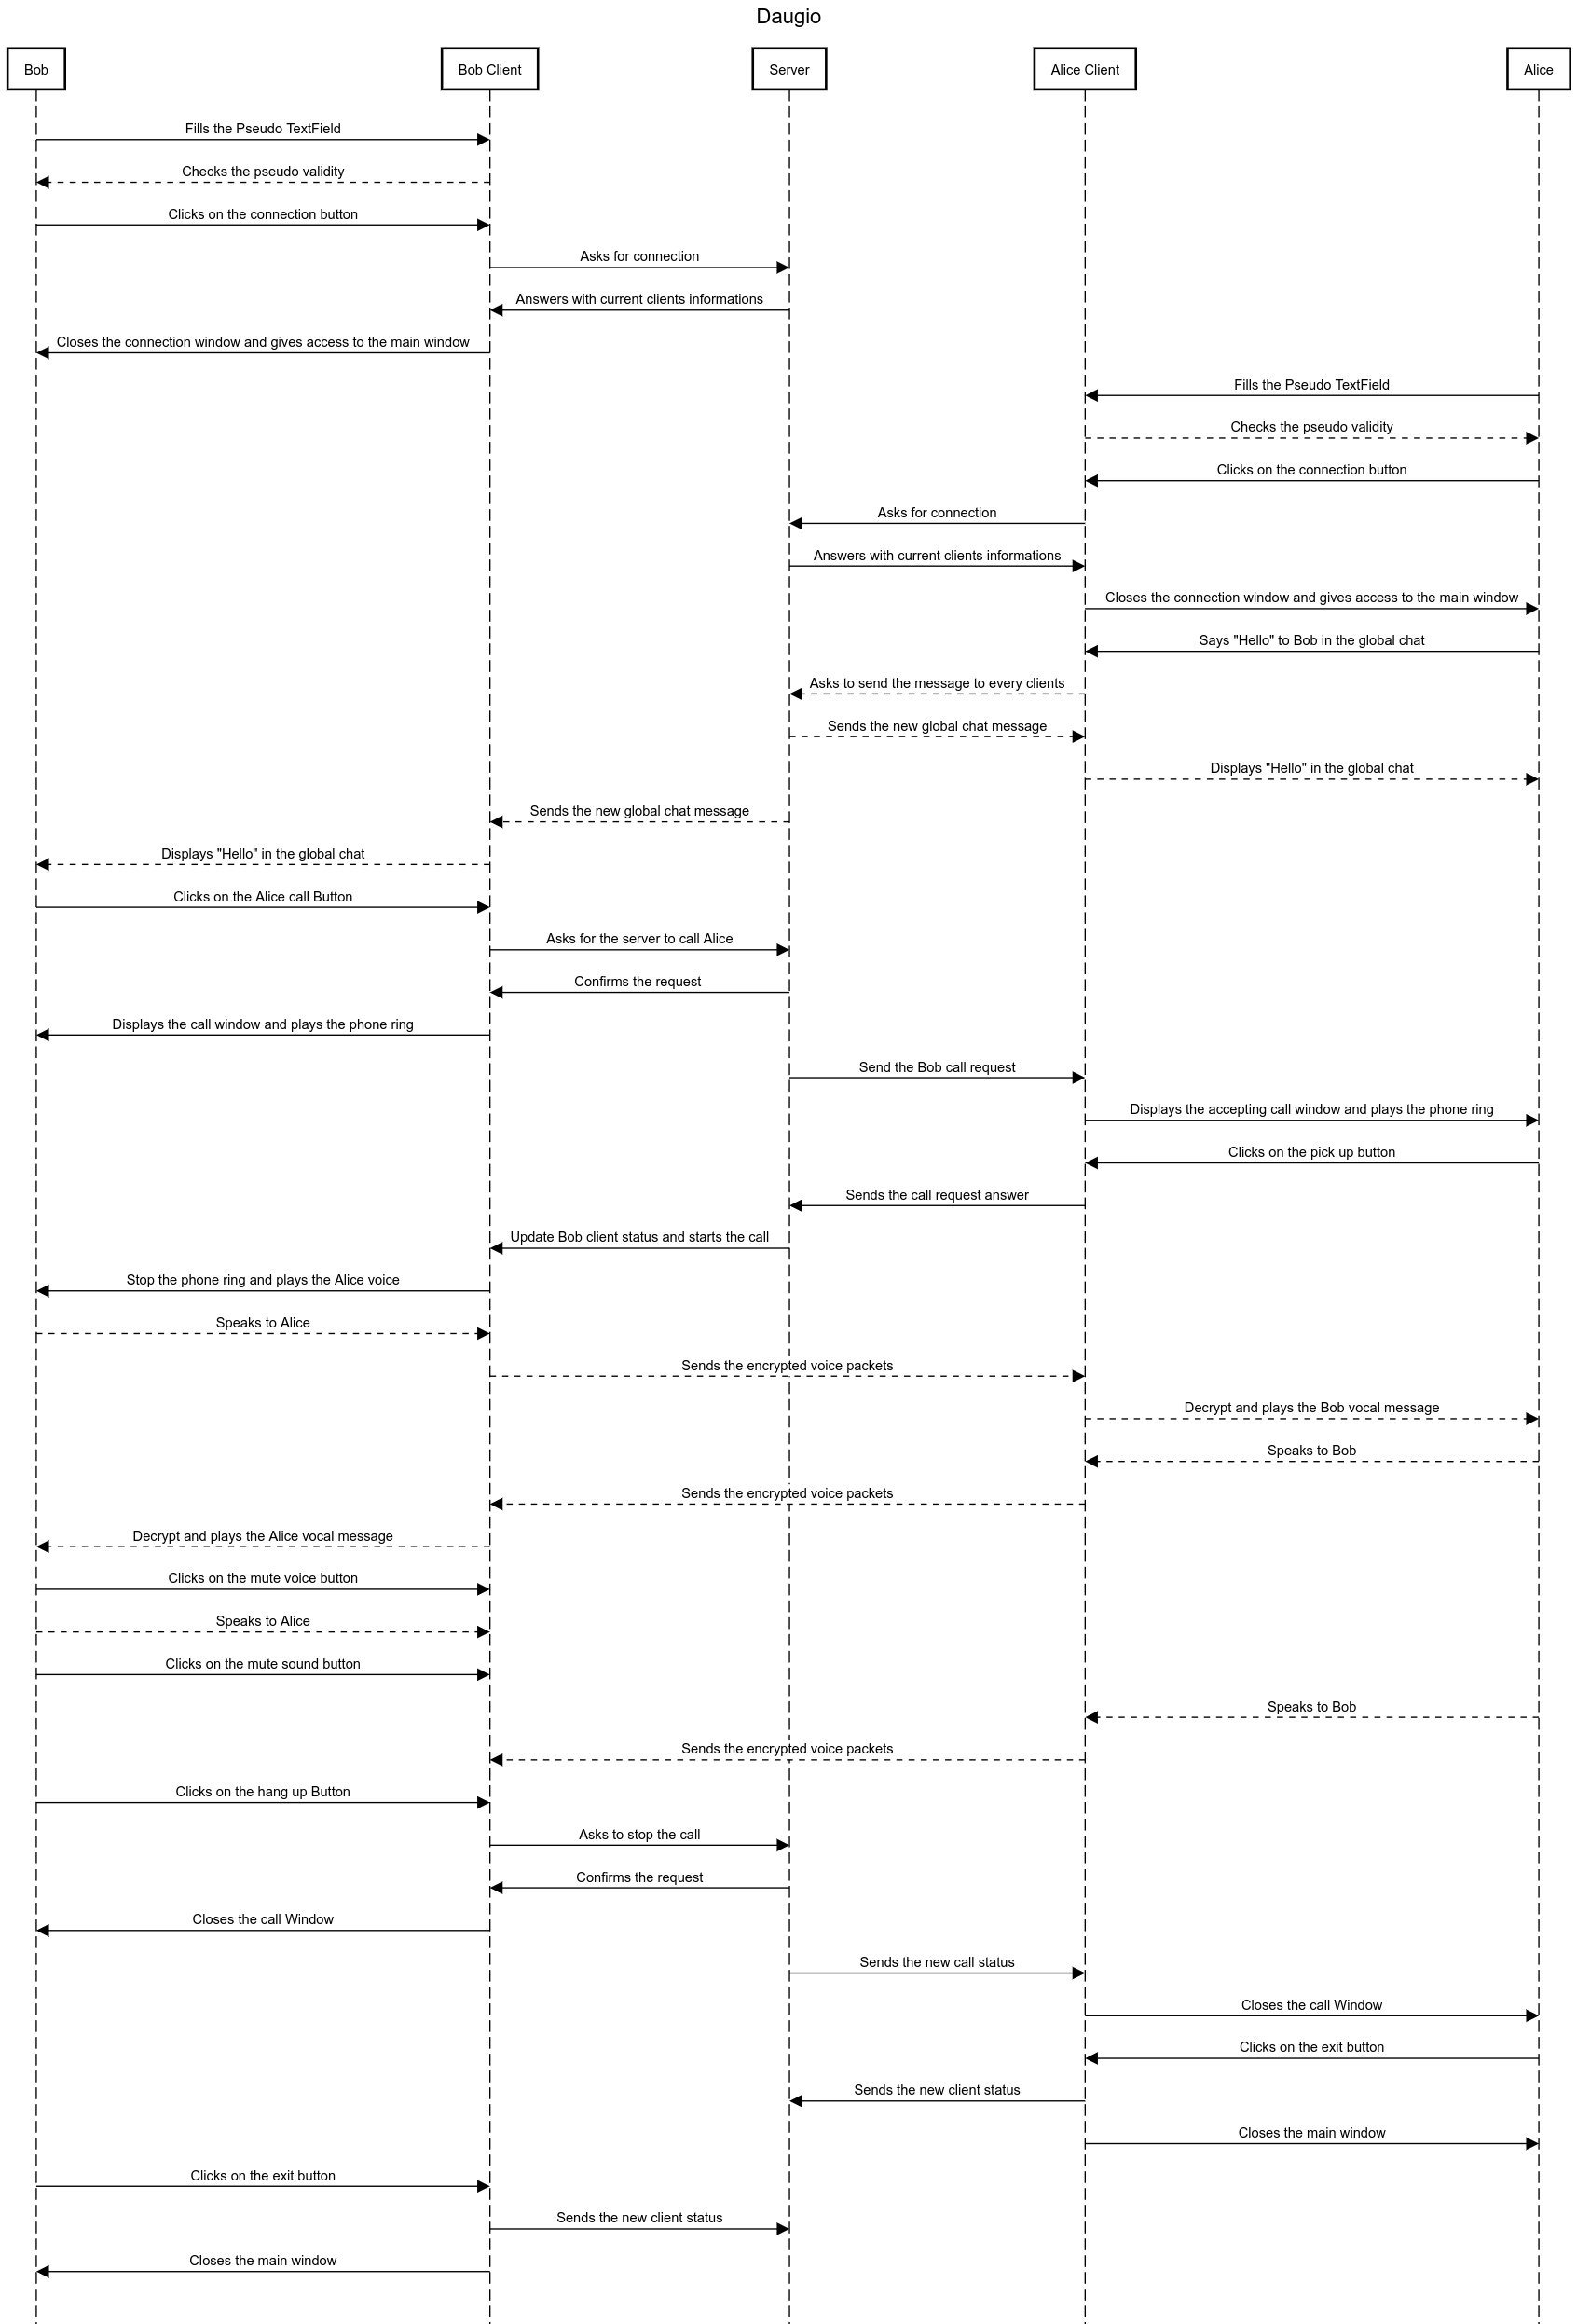 Daugio
Bob
Bob Client
Server
Alice Client
Alice
Fills the Pseudo TextField
Checks the pseudo validity
Clicks on the connection button
Asks for connection
Answers with current clients informations
Closes the connection window and gives access to the main window
Fills the Pseudo TextField
Checks the pseudo validity
Clicks on the connection button
Asks for connection
Answers with current clients informations
Closes the connection window and gives access to the main window
Says "Hello" to Bob in the global chat
Asks to send the message to every clients
Sends the new global chat message
Displays "Hello" in the global chat
Sends the new global chat message
Displays "Hello" in the global chat
Clicks on the Alice call Button
Asks for the server to call Alice
Confirms the request
Displays the call window and plays the phone ring
Send the Bob call request
Displays the accepting call window and plays the phone ring
Clicks on the pick up button
Sends the call request answer
Update Bob client status and starts the call
Stop the phone ring and plays the Alice voice
Speaks to Alice
Sends the encrypted voice packets
Decrypt and plays the Bob vocal message
Speaks to Bob
Sends the encrypted voice packets
Decrypt and plays the Alice vocal message
Clicks on the mute voice button
Speaks to Alice
Clicks on the mute sound button
Speaks to Bob
Sends the encrypted voice packets
Clicks on the hang up Button
Asks to stop the call
Confirms the request
Closes the call Window
Sends the new call status
Closes the call Window
Clicks on the exit button
Sends the new client status
Closes the main window
Clicks on the exit button
Sends the new client status
Closes the main window